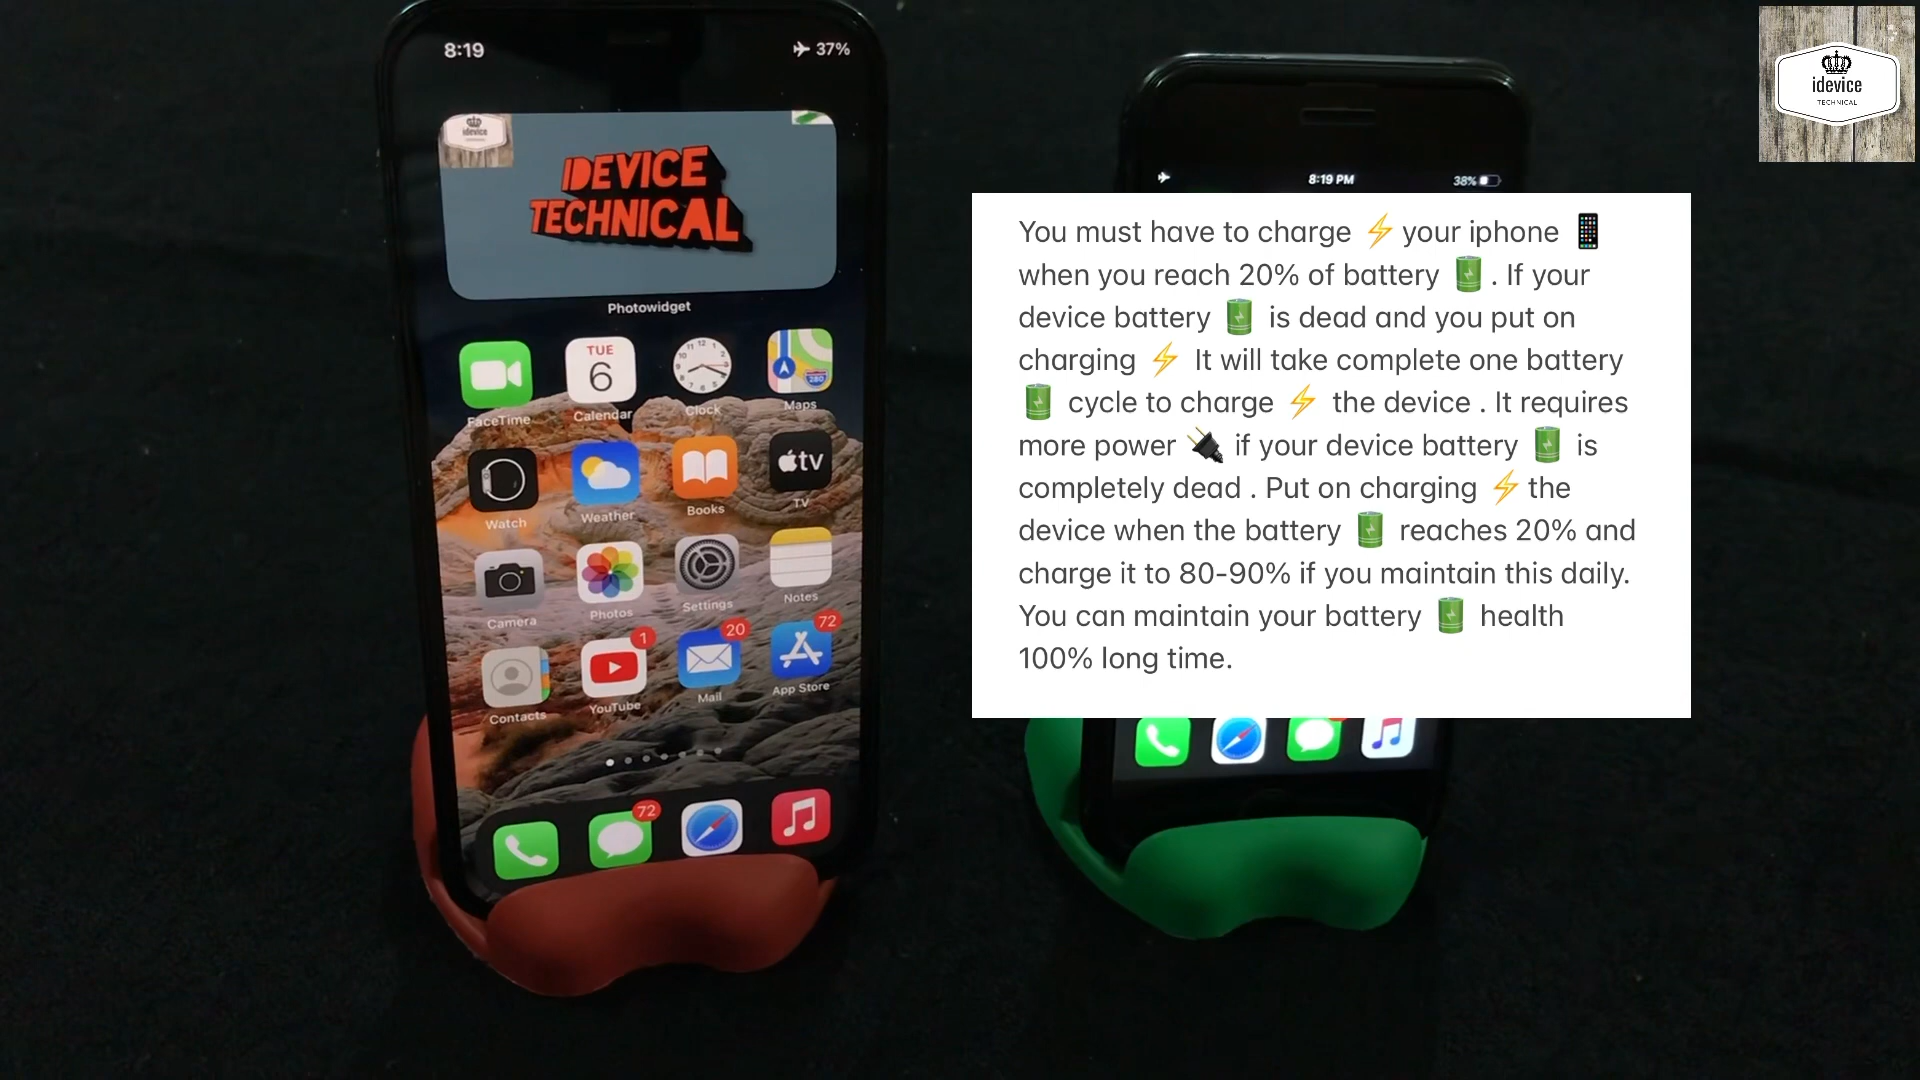 8:19
37%
idevice
IDEVICE
TECHNICAL
Photowidget
TUE
6
280
FaceTime
Calendar
Clock
Maps
tv
Watch
Weather
Books
TV
Camera
Photos
Settings
Notes
1
20
72
Contacts
YouTube
Mail
App Store
72
idevice
TECHNICAL
8:19 PM
38%
You must have to charge ⚡ your iphone 📱
when you reach 20% of battery 🔋 . If your
device battery 🔋 is dead and you put on
charging ⚡ It will take complete one battery
🔋 cycle to charge ⚡ the device . It requires
more power 🔌 if your device battery 🔋 is
completely dead . Put on charging ⚡ the
device when the battery 🔋 reaches 20% and
charge it to 80-90% if you maintain this daily.
You can maintain your battery 🔋 health
100% long time.